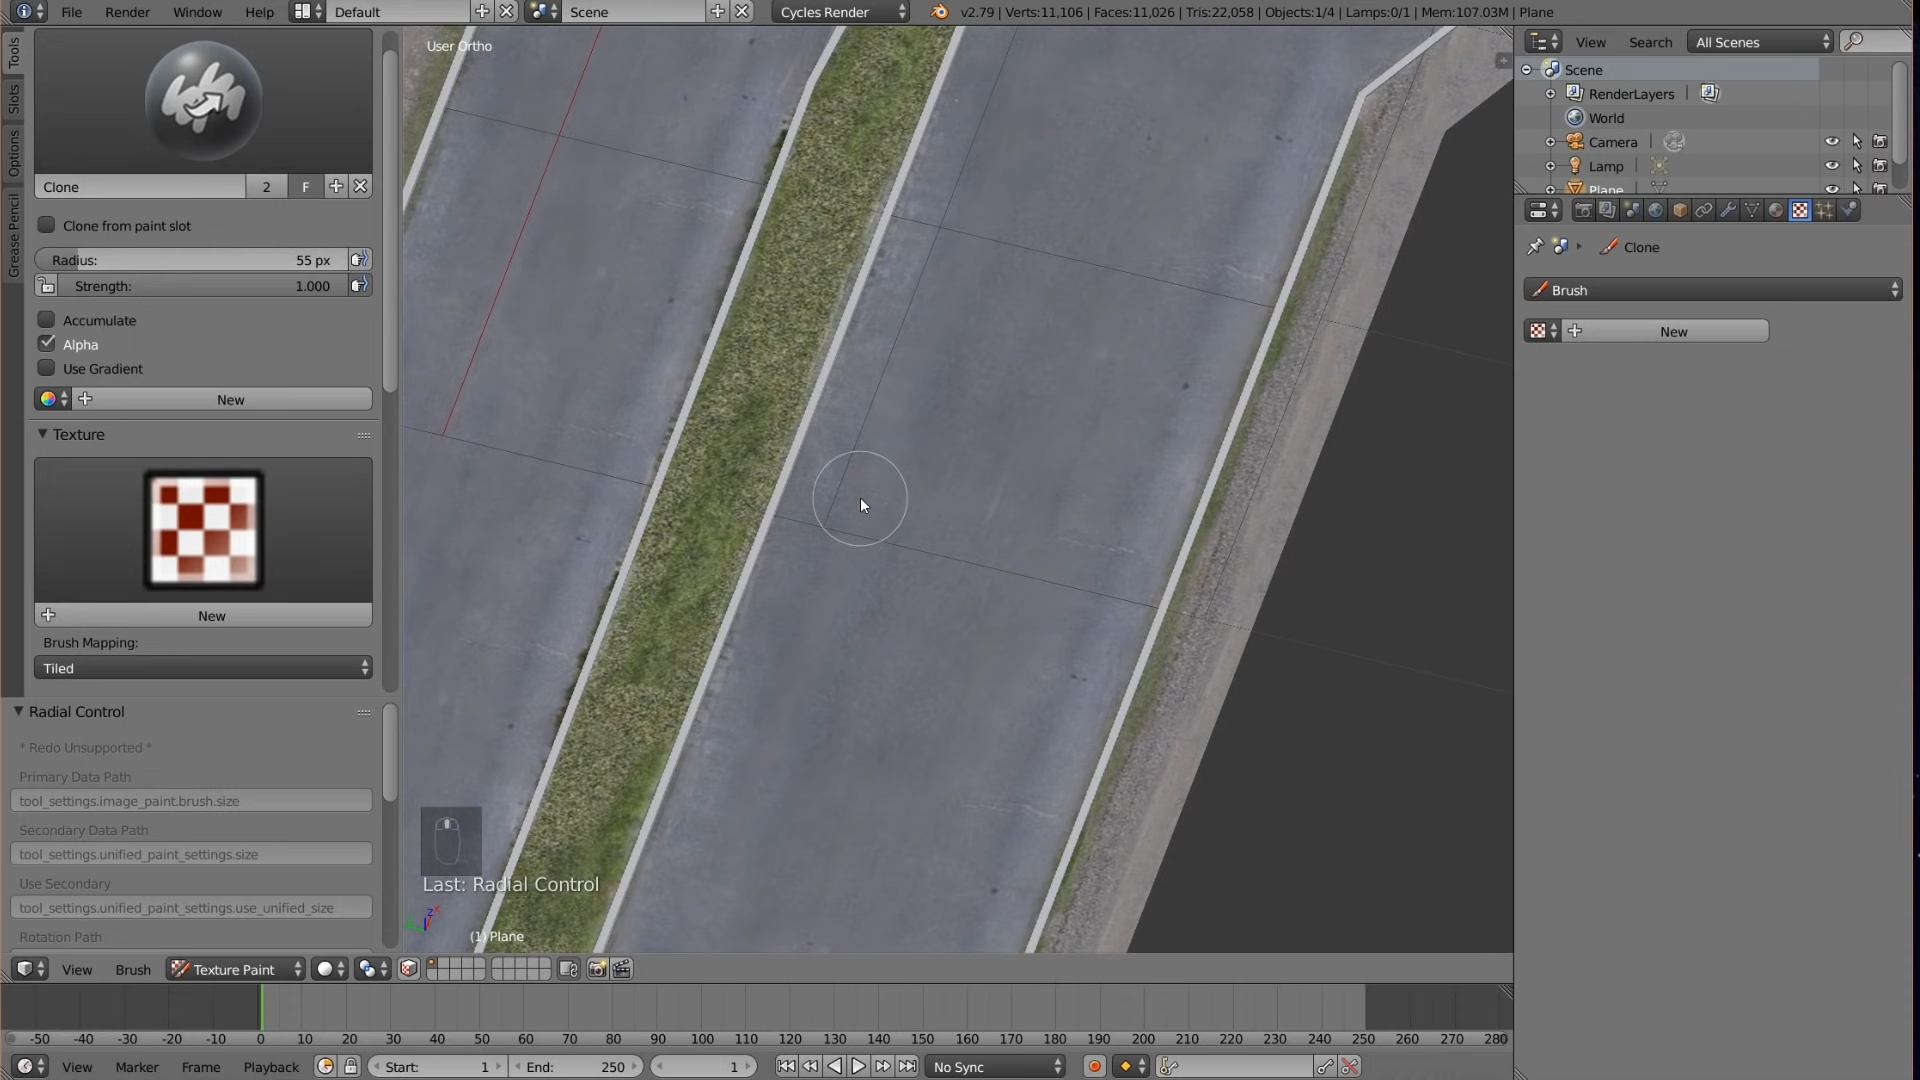 File Render Window Help Default Scene Cycles Render v2.79 | Verts:11,106 | Faces:11,026 | Tris:22,058 | Objects:1/4 | Lamps:0/1 | Mem:107.03M | Plane
Tools
Slots
Options
Grease Pencil
Clone 2 F
Clone from paint slot
Radius: 55 px
Strength: 1.000
Accumulate
Alpha
Use Gradient
New
Texture
New
Brush Mapping:
Tiled
Radial Control
* Redo Unsupported *
Primary Data Path
tool_settings.image_paint.brush.size
Secondary Data Path
tool_settings.unified_paint_settings.size
Use Secondary
tool_settings.unified_paint_settings.use_unified_size
Rotation Path
User Ortho
Last: Radial Control
z x
(1) Plane
View Brush Texture Paint
View Search All Scenes
Scene
RenderLayers |
World
Camera |
Lamp |
Plane |
Clone
Brush
New
-50 -40 -30 -20 -10 0 10 20 30 40 50 60 70 80 90 100 110 120 130 140 150 160 170 180 190 200 210 220 230 240 250 260 270 280
View Marker Frame Playback Start: 1 End: 250 1 No Sync